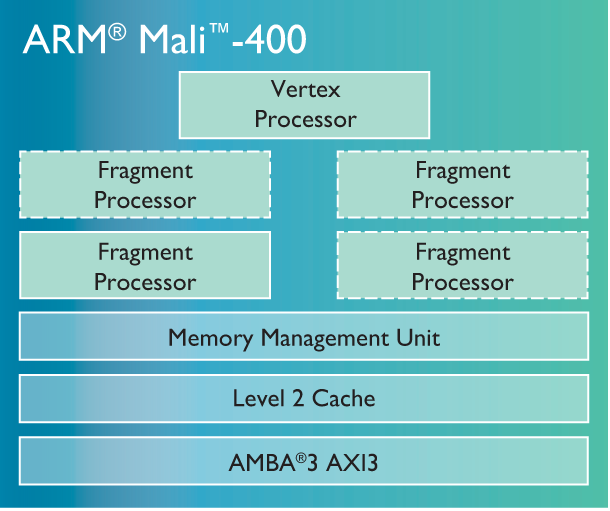 ARM® Mali™-400
Vertex
Processor
Fragment
Processor
Fragment
Processor
Fragment
Processor
Fragment
Processor
Memory Management Unit
Level 2 Cache
AMBA®3 AXI3